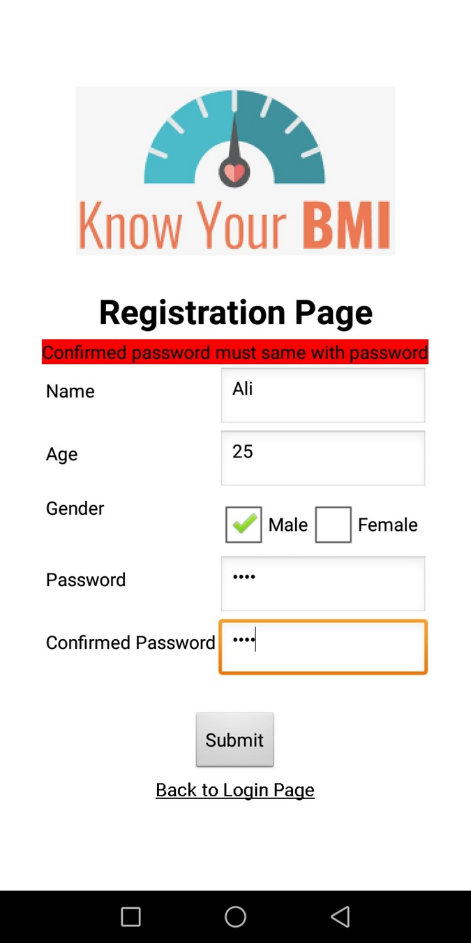 Know Your BMI
Registration Page
Confirmed password must same with password
Name Ali
Age 25
Gender Male Female
Password ••••
Confirmed Password ••••
Submit
Back to Login Page